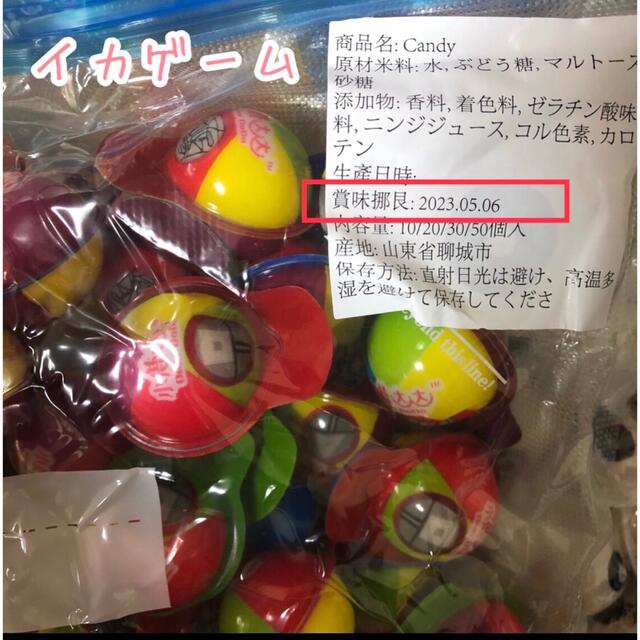 イカゲーム
商品名: Candy
原材米料: 水, ぶどう糖, マルトース
砂糖
添加物: 香料, 着色料, ゼラチン酸味
料, ニンジジュース, コル色素, カロ
テン
生産日時:
賞味挪艮: 2023.05.06
内容量: 10/20/30/50個入
産地: 山東省聊城市
保存方法:直射日光は避け、高温多
湿を避けて保存してくださ
this line!